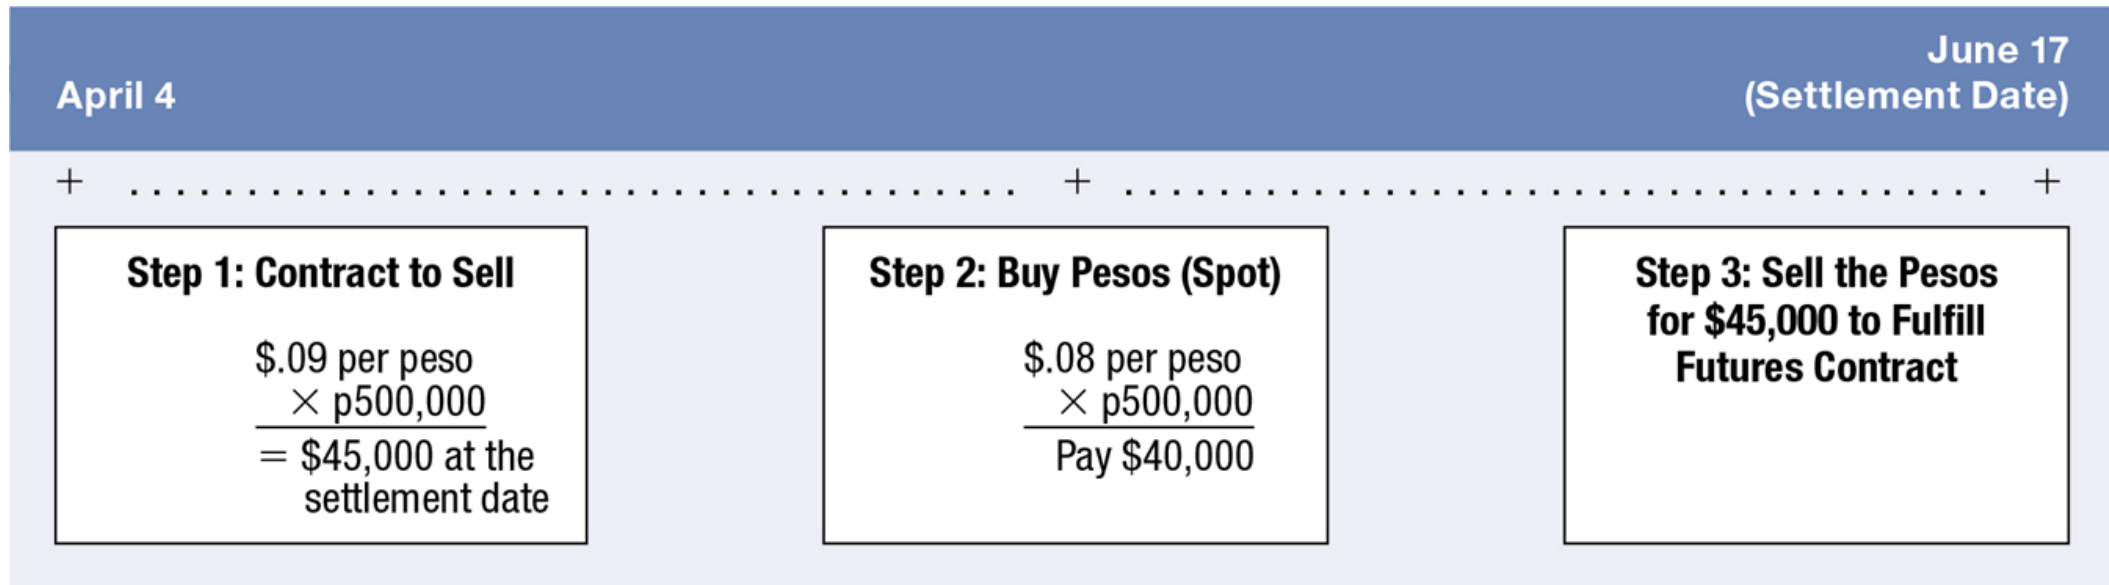 April 4
June 17
(Settlement Date)
Step 1: Contract to Sell
$.09 per peso
× p500,000
= $45,000 at the
settlement date
Step 2: Buy Pesos (Spot)
$.08 per peso
× p500,000
Pay $40,000
Step 3: Sell the Pesos
for $45,000 to Fulfill
Futures Contract